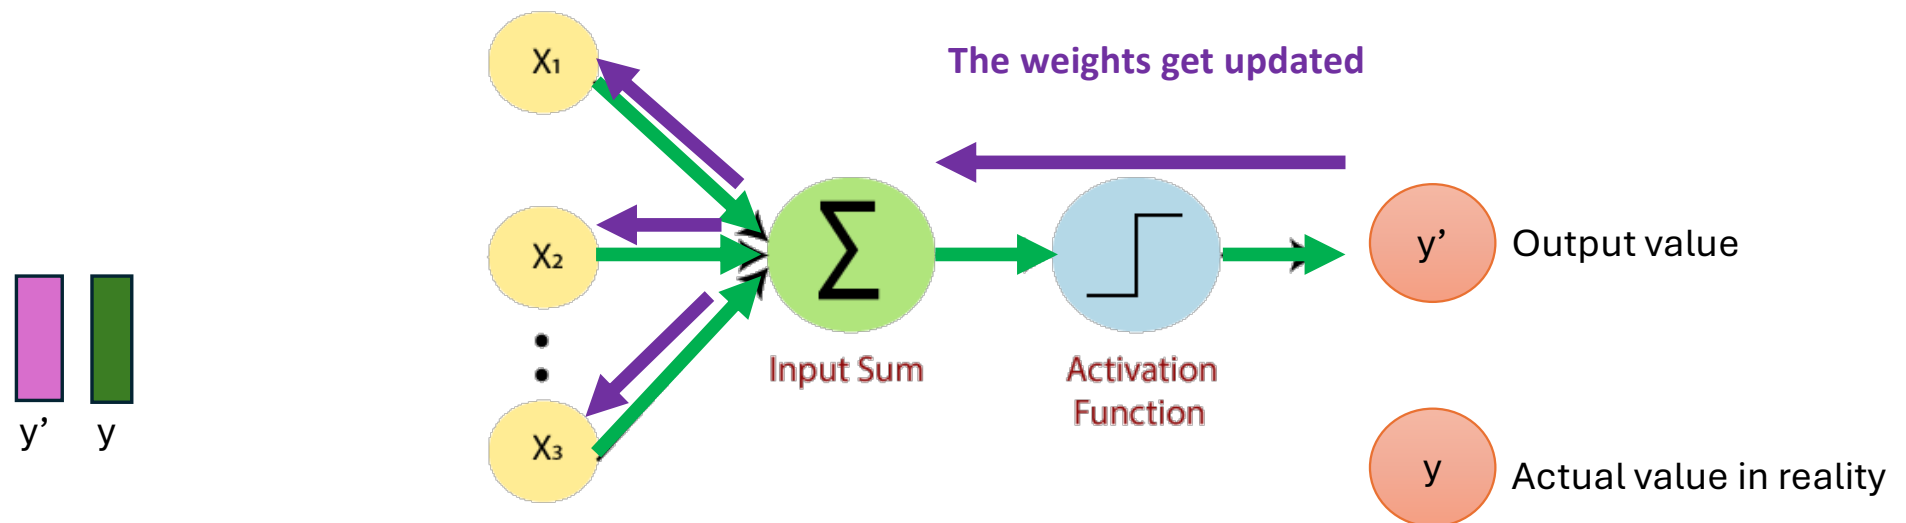 The weights get updated
X₁
X₂
X₃
Σ
Input Sum
Activation
Function
y’
Output value
y
Actual value in reality
y’
y